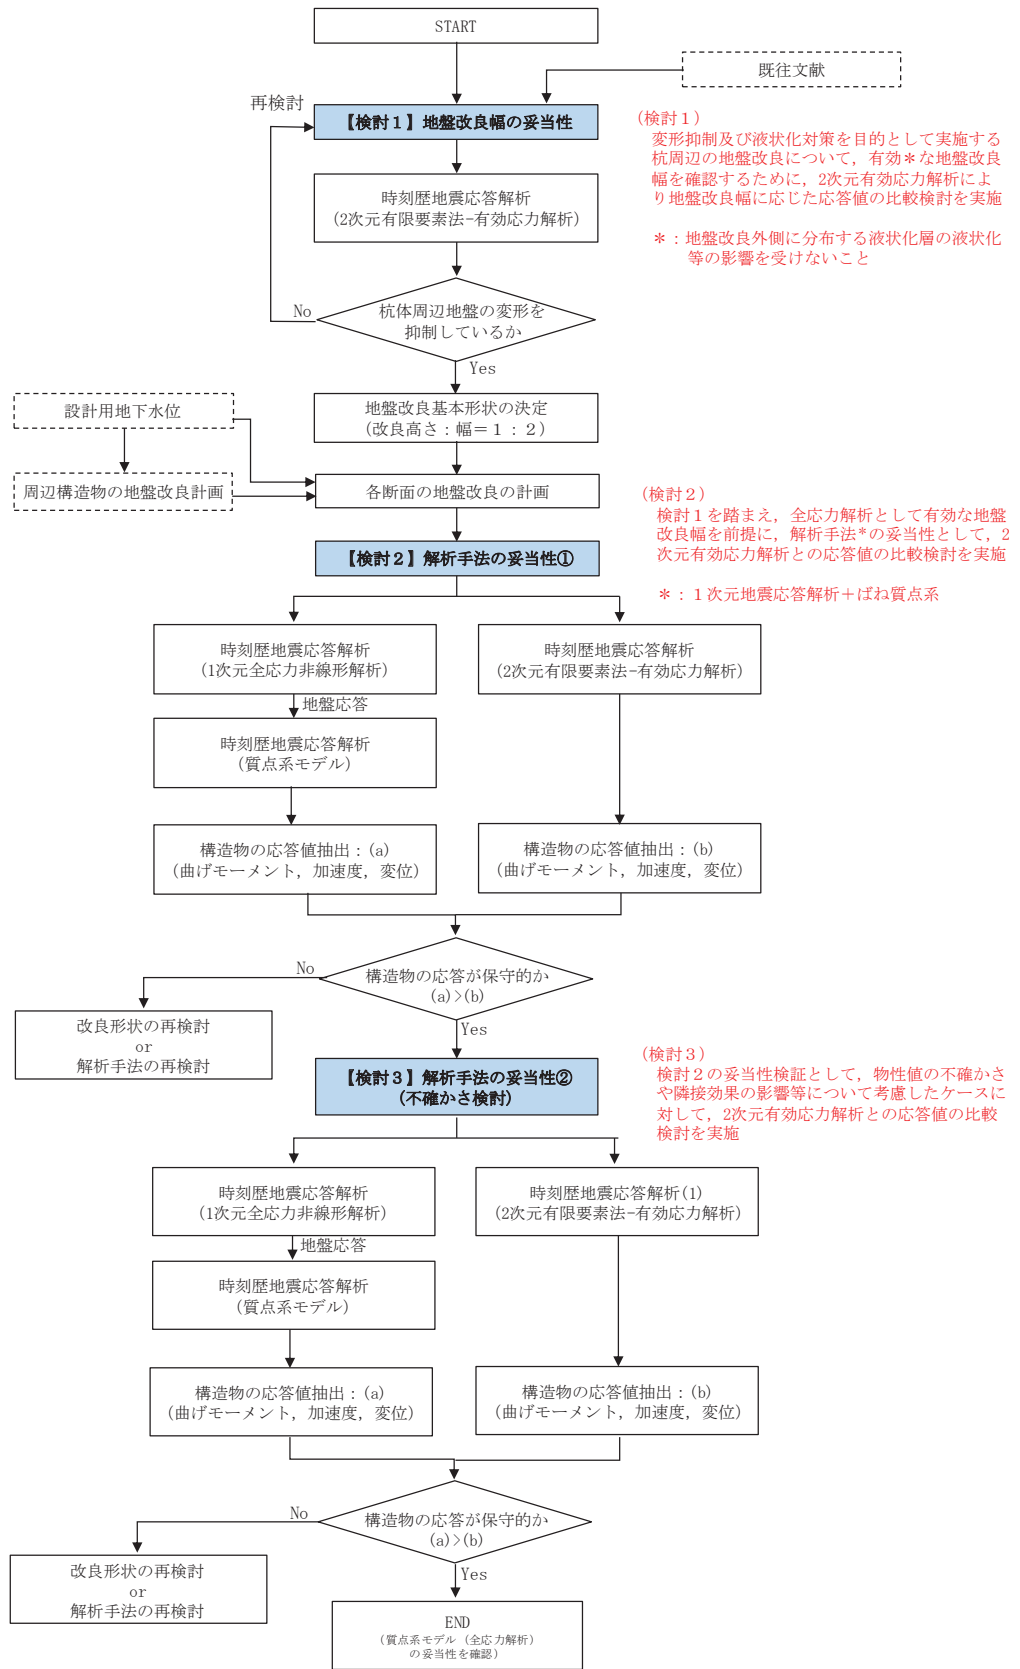 START
既往文献
再検討
【検討１】地盤改良幅の妥当性
（検討１）
変形抑制及び液状化対策を目的として実施する
杭周辺の地盤改良について，有効＊な地盤改良
幅を確認するために，2次元有効応力解析によ
り地盤改良幅に応じた応答値の比較検討を実施
＊：地盤改良外側に分布する液状化層の液状化
等の影響を受けないこと
時刻歴地震応答解析
(2次元有限要素法-有効応力解析)
No
杭体周辺地盤の変形を
抑制しているか
Yes
設計用地下水位
地盤改良基本形状の決定
(改良高さ：幅＝１：２)
周辺構造物の地盤改良計画
各断面の地盤改良の計画
（検討２）
検討１を踏まえ，全応力解析として有効な地盤
改良幅を前提に，解析手法*の妥当性として，2
次元有効応力解析との応答値の比較検討を実施
＊：１次元地震応答解析＋ばね質点系
【検討２】解析手法の妥当性①
時刻歴地震応答解析
(1次元全応力非線形解析)
時刻歴地震応答解析
(2次元有限要素法-有効応力解析)
地盤応答
時刻歴地震応答解析
(質点系モデル)
構造物の応答値抽出：(a)
(曲げモーメント，加速度，変位)
構造物の応答値抽出：(b)
(曲げモーメント，加速度，変位)
No
構造物の応答が保守的か
(a)>(b)
Yes
改良形状の再検討
or
解析手法の再検討
【検討３】解析手法の妥当性②
(不確かさ検討)
（検討３）
検討２の妥当性検証として，物性値の不確かさ
や隣接効果の影響等について考慮したケースに
対して，2次元有効応力解析との応答値の比較
検討を実施
時刻歴地震応答解析
(1次元全応力非線形解析)
時刻歴地震応答解析(1)
(2次元有限要素法-有効応力解析)
地盤応答
時刻歴地震応答解析
(質点系モデル)
構造物の応答値抽出：(a)
(曲げモーメント，加速度，変位)
構造物の応答値抽出：(b)
(曲げモーメント，加速度，変位)
No
構造物の応答が保守的か
(a)>(b)
Yes
改良形状の再検討
or
解析手法の再検討
END
(質点系モデル（全応力解析）
の妥当性を確認)